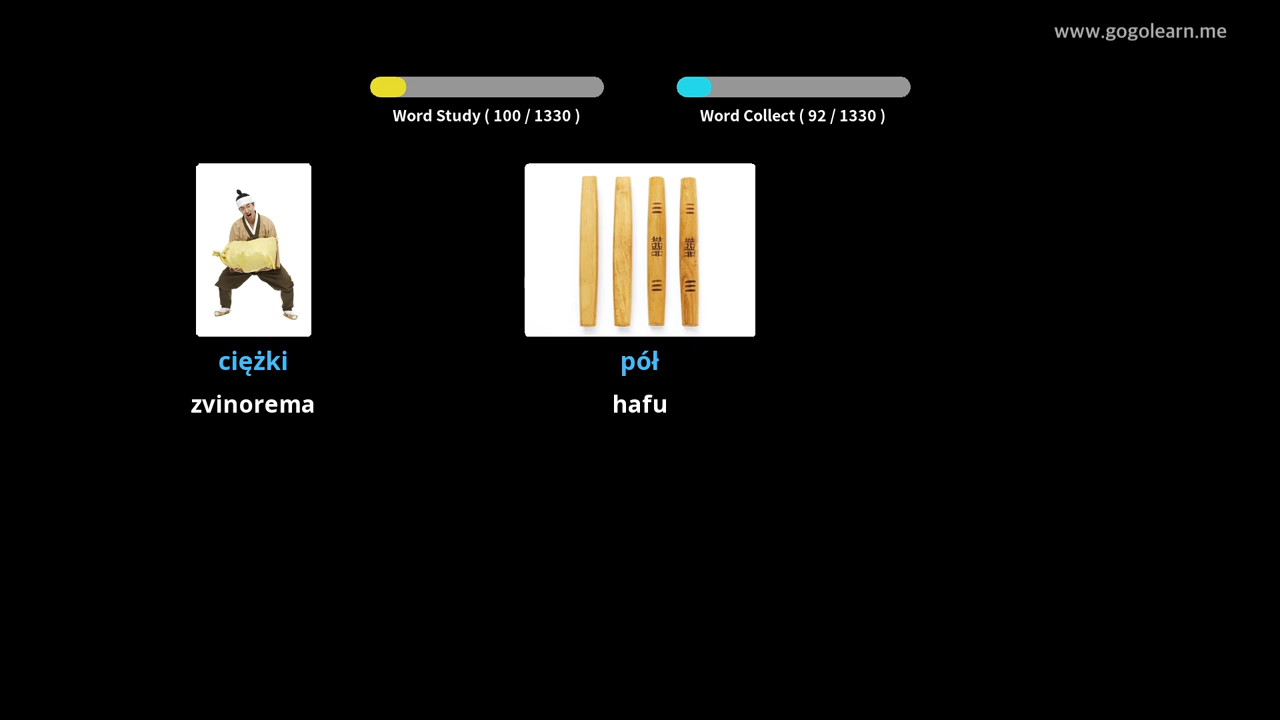 www.gogolearn.me
Word Study ( 100 / 1330 )
Word Collect ( 92 / 1330 )
ciężki
pół
zvinorema
hafu